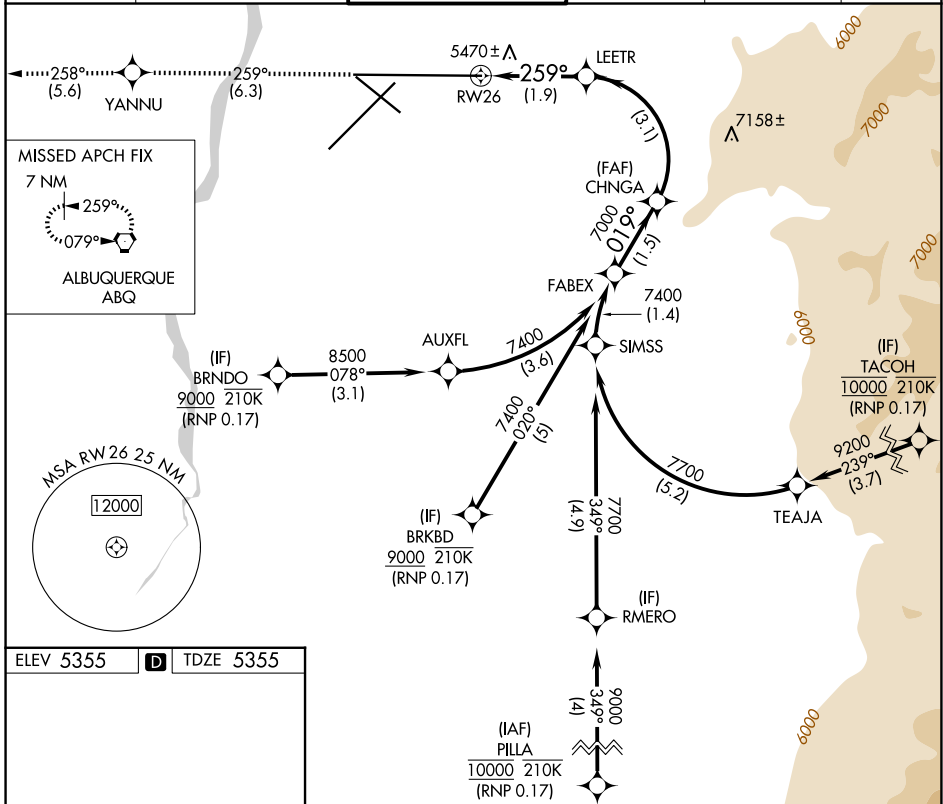 258°
(5.6)
YANNU
259°
(6.3)
5470±
RW26
259°
(1.9)
LEETR
(3.1)
7158±
6000
7000
7000
6000
6000
MISSED APCH FIX
7 NM
259°
079°
ALBUQUERQUE
ABQ
(FAF)
CHNGA
7000
019°
(1.5)
FABEX
7400
(1.4)
SIMSS
(IF)
BRNDO
9000 210K
(RNP 0.17)
8500
078°
(3.1)
AUXFL
7400
(3.6)
7400
020°
(5)
(IF)
BRKBD
9000 210K
(RNP 0.17)
(IF)
TACOH
10000 210K
(RNP 0.17)
9200
239°
(3.7)
TEAJA
7700
(5.2)
7700
349°
(4.9)
(IF)
RMERO
9000
349°
(4)
(IAF)
PILLA
10000 210K
(RNP 0.17)
MSA RW26 25 NM
12000
ELEV 5355 D TDZE 5355